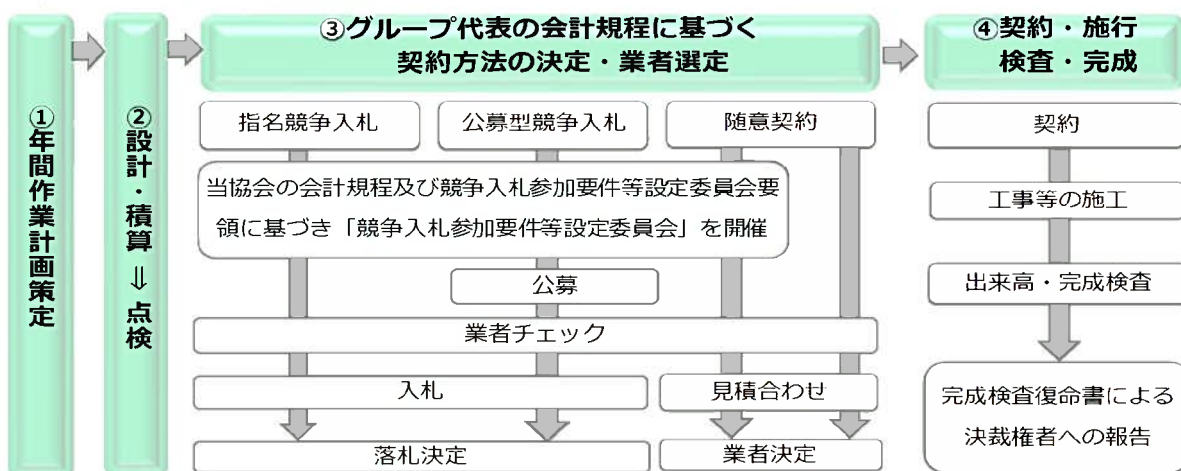 ①年間作業計画策定
②設計・積算⇒点検
③グループ代表の会計規程に基づく
契約方法の決定・業者選定
指名競争入札
公募型競争入札
随意契約
当協会の会計規程及び競争入札参加要件等設定委員会要
領に基づき「競争入札参加要件等設定委員会」を開催
公募
業者チェック
入札
見積合わせ
落札決定
業者決定
④契約・施行
検査・完成
契約
工事等の施工
出来高・完成検査
完成検査復命書による
決裁権者への報告